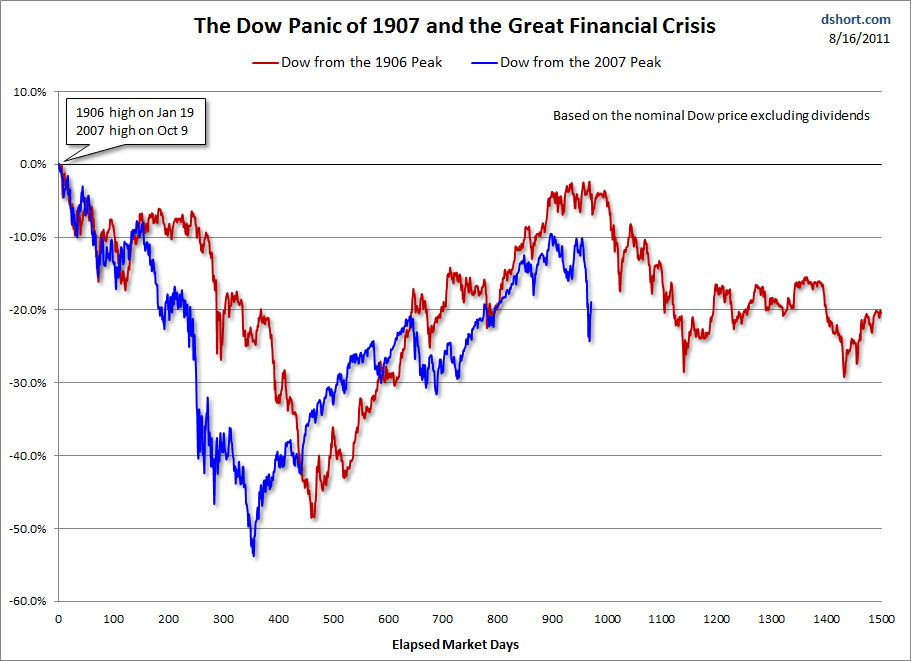 The Dow Panic of 1907 and the Great Financial Crisis
dshort.com
8/16/2011
Dow from the 1906 Peak
Dow from the 2007 Peak
10.0%
1906 high on Jan 19
2007 high on Oct 9
Based on the nominal Dow price excluding dividends
0.0%
-10.0%
-20.0%
-30.0%
-40.0%
-50.0%
-60.0%
0 100 200 300 400 500 600 700 800 900 1000 1100 1200 1300 1400 1500
Elapsed Market Days